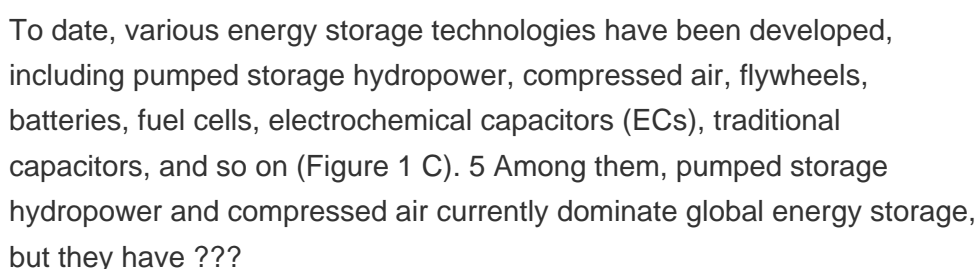 To date, various energy storage technologies have been developed,
including pumped storage hydropower, compressed air, flywheels,
batteries, fuel cells, electrochemical capacitors (ECs), traditional
capacitors, and so on (Figure 1 C). 5 Among them, pumped storage
hydropower and compressed air currently dominate global energy storage,
but they have ???